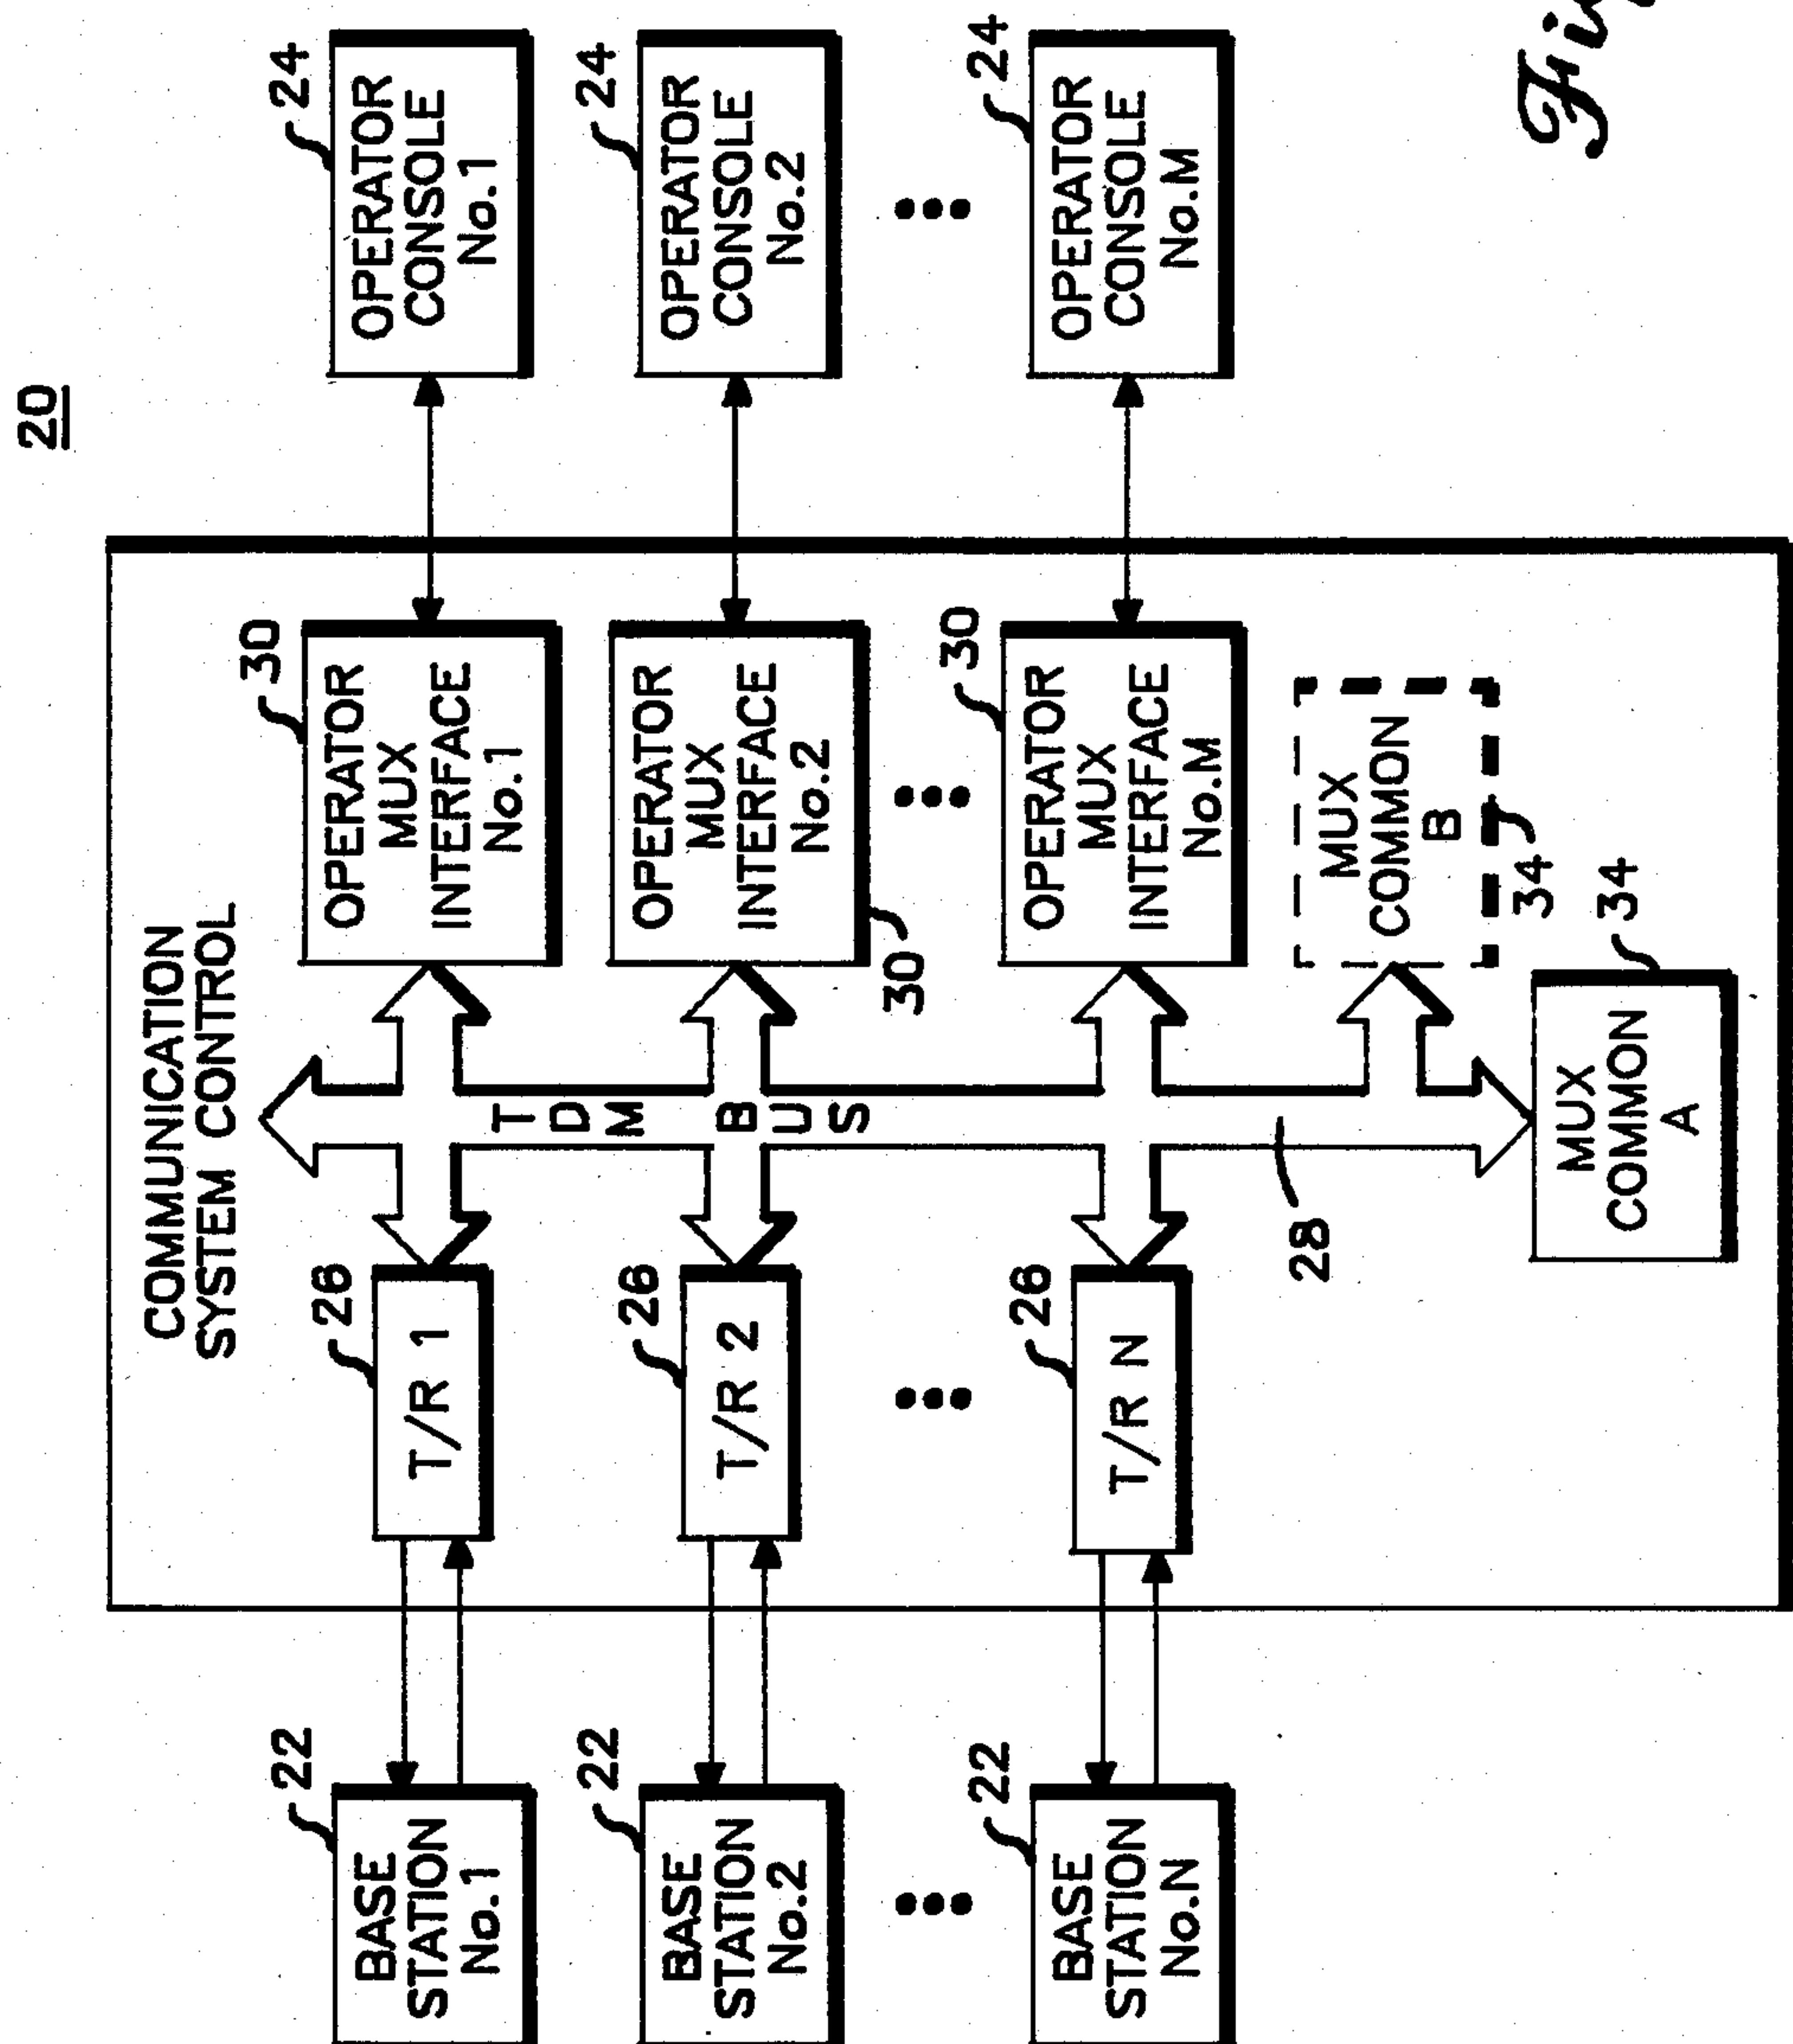 20
COMMUNICATION
SYSTEM CONTROL
22
BASE
STATION
No.1
26
T/R 1
30
OPERATOR
MUX
INTERFACE
No.1
24
OPERATOR
CONSOLE
No.1
TDM BUS
22
BASE
STATION
No.2
26
T/R 2
30
OPERATOR
MUX
INTERFACE
No.2
24
OPERATOR
CONSOLE
No.2
22
BASE
STATION
No.N
26
T/R N
30
OPERATOR
MUX
INTERFACE
No.M
24
OPERATOR
CONSOLE
No.M
28
MUX
COMMON
B
34
MUX
COMMON
A
34